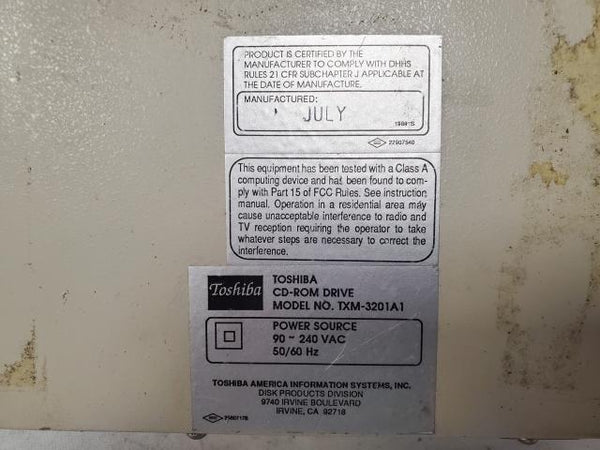 PRODUCT IS CERTIFIED BY THE
MANUFACTURER TO COMPLY WITH DHHS
RULES 21 CFR SUBCHAPTER J APPLICABLE AT
THE DATE OF MANUFACTURE.
MANUFACTURED:
JULY
27907540
This equipment has been tested with a Class A
computing device and has been found to com-
ply with Part 15 of FCC Rules. See instruction
manual. Operation in a residential area may
cause unacceptable interference to radio and
TV reception requiring the operator to take
whatever steps are necessary to correct the
interference.
Toshiba
TOSHIBA
CD-ROM DRIVE
MODEL NO. TXM-3201A1
POWER SOURCE
90 ~ 240 VAC
50/60 Hz
TOSHIBA AMERICA INFORMATION SYSTEMS, INC.
DISK PRODUCTS DIVISION
9740 IRVINE BOULEVARD
IRVINE, CA 92718